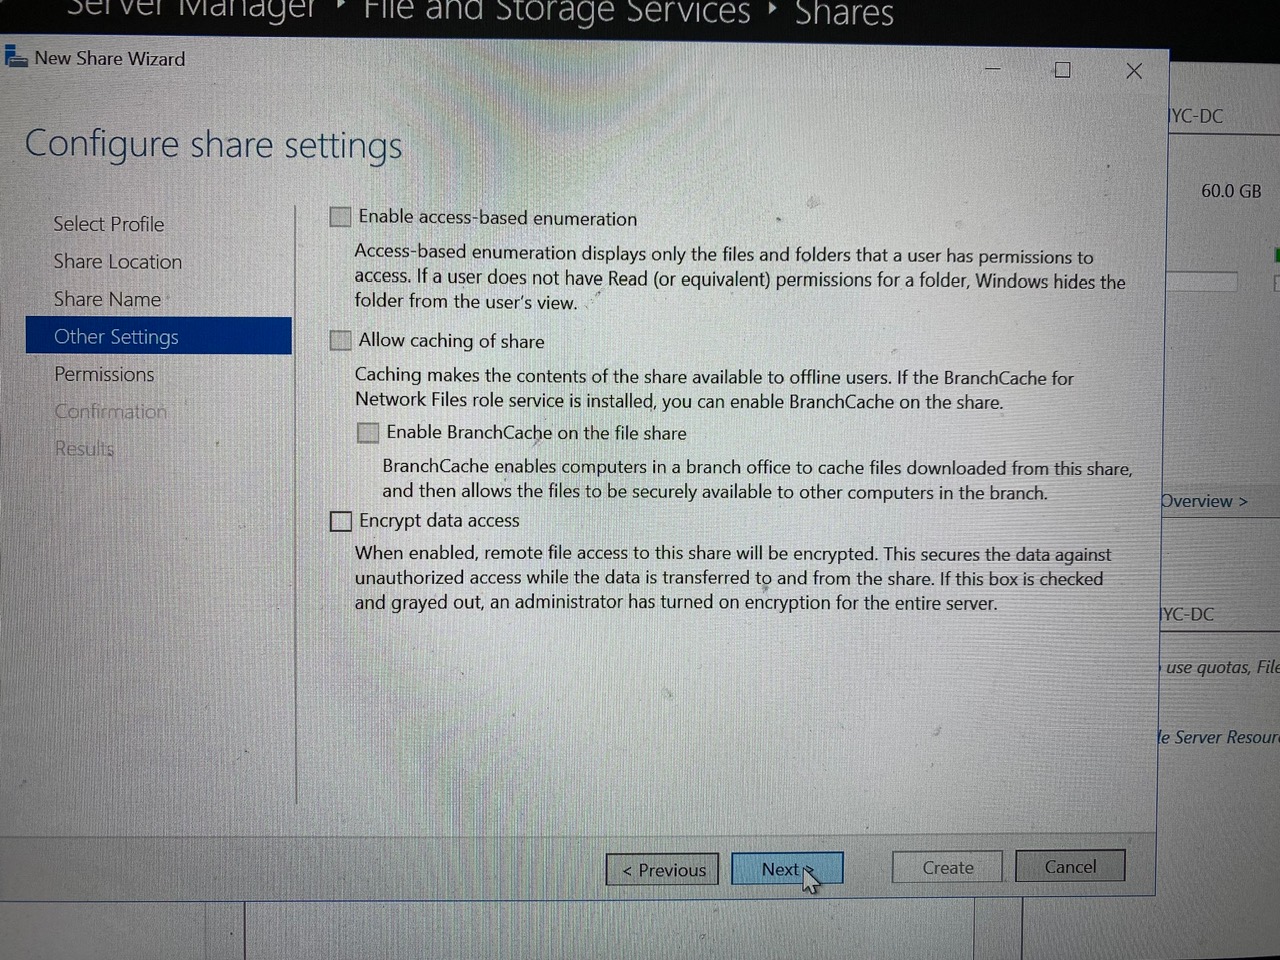 Server Manager ‣ File and Storage Services ‣ Shares
New Share Wizard
YC-DC
Configure share settings
60.0 GB
Select Profile
Share Location
Share Name
Other Settings
Permissions
Confirmation
Results
Enable access-based enumeration
Access-based enumeration displays only the files and folders that a user has permissions to
access. If a user does not have Read (or equivalent) permissions for a folder, Windows hides the
folder from the user's view.
Allow caching of share
Caching makes the contents of the share available to offline users. If the BranchCache for
Network Files role service is installed, you can enable BranchCache on the share.
Enable BranchCache on the file share
BranchCache enables computers in a branch office to cache files downloaded from this share,
and then allows the files to be securely available to other computers in the branch.
Encrypt data access
When enabled, remote file access to this share will be encrypted. This secures the data against
unauthorized access while the data is transferred to and from the share. If this box is checked
and grayed out, an administrator has turned on encryption for the entire server.
Overview >
YC-DC
use quotas, File
le Server Resour
< Previous
Next >
Create
Cancel